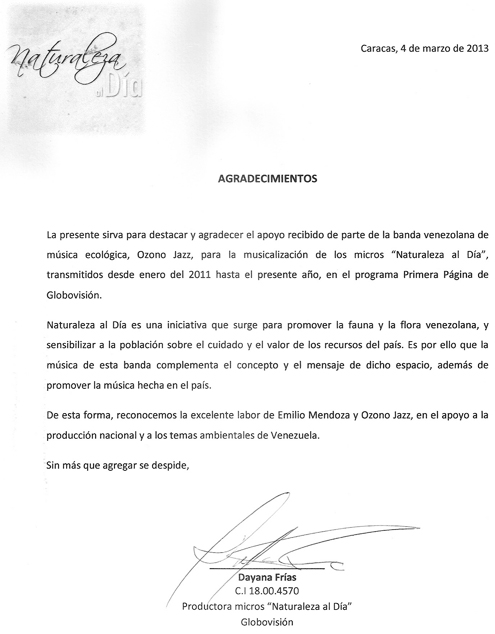 Naturaleza
al Día
Caracas, 4 de marzo de 2013
AGRADECIMIENTOS
La presente sirva para destacar y agradecer el apoyo recibido de parte de la banda venezolana de
música ecológica, Ozono Jazz, para la musicalización de los micros “Naturaleza al Día”,
transmitidos desde enero del 2011 hasta el presente año, en el programa Primera Página de
Globovisión.
Naturaleza al Día es una iniciativa que surge para promover la fauna y la flora venezolana, y
sensibilizar a la población sobre el cuidado y el valor de los recursos del país. Es por ello que la
música de esta banda complementa el concepto y el mensaje de dicho espacio, además de
promover la música hecha en el país.
De esta forma, reconocemos la excelente labor de Emilio Mendoza y Ozono Jazz, en el apoyo a la
producción nacional y a los temas ambientales de Venezuela.
Sin más que agregar se despide,
Dayana Frías
C.I 18.00.4570
Productora micros “Naturaleza al Día”
Globovisión